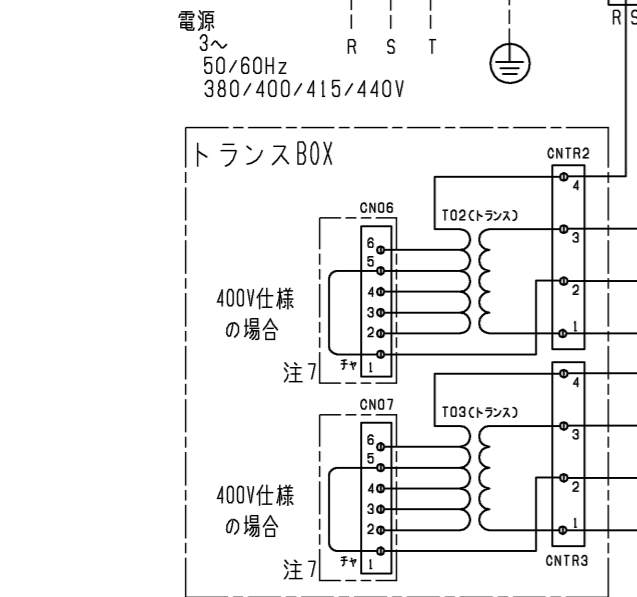 電源
3~
50/60Hz
380/400/415/440V
R S T
R S
トランスBOX
CNTR2
4
3
2
1
T02(トランス)
CN06
6
5
4
3
2
1
チャ
400V仕様
の場合
注7
4
3
2
1
CNTR3
T03(トランス)
CN07
6
5
4
3
2
1
チャ
400V仕様
の場合
注7